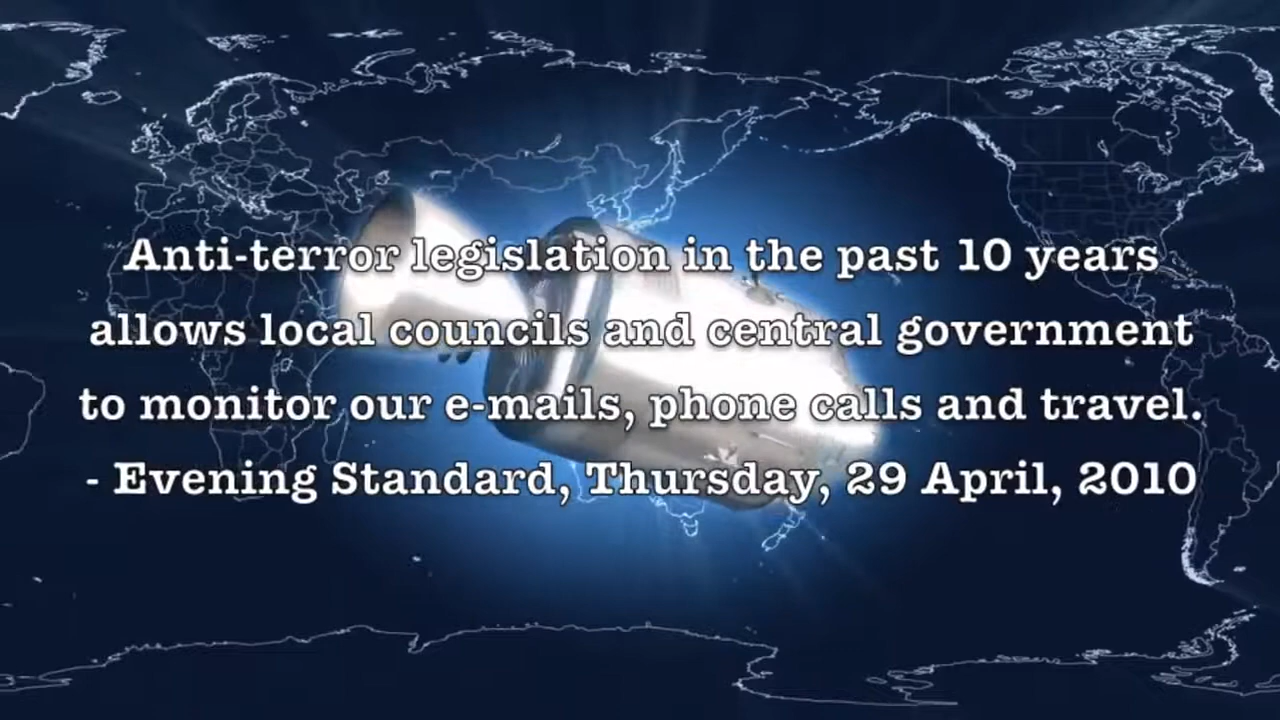 Anti-terror legislation in the past 10 years
allows local councils and central government
to monitor our e-mails, phone calls and travel.
- Evening Standard, Thursday, 29 April, 2010